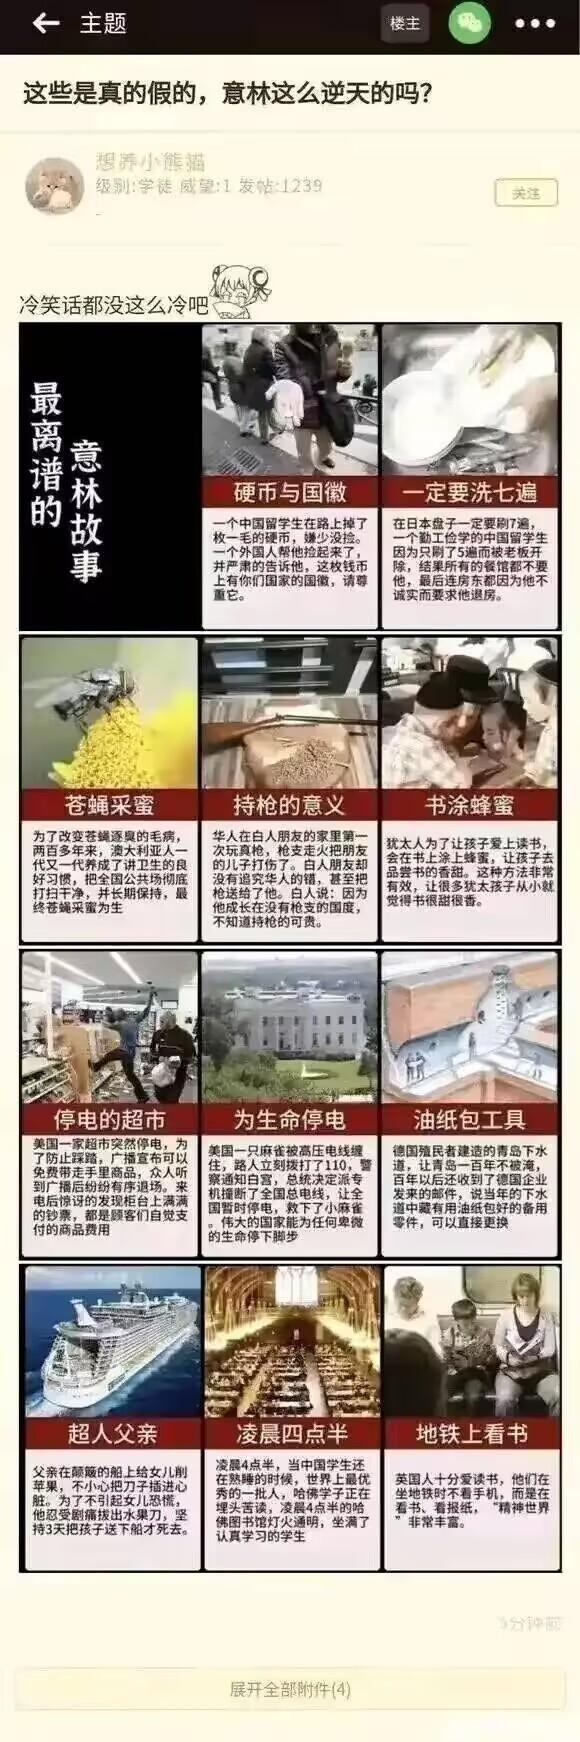 主题
楼主
这些是真的假的，意林这么逆天的吗？
想养小熊猫
级别:学徒 威望:1 发帖:1239
关注
冷笑话都没这么冷吧
最离谱的
意林故事
硬币与国徽
一个中国留学生在路上掉了
枚一毛的硬币，嫌少没捡。
一个外国人帮他捡起来了，
并严肃的告诉他，这枚钱币
上有你们国家的国徽，请尊
重它。
一定要洗七遍
在日本盘子一定要刷7遍，
一个勤工俭学的中国留学生
因为只刷了5遍而被老板开
除，结果所有的餐馆都不要
他，最后连房东都因为他不
诚实而要求他退房。
苍蝇采蜜
为了改变苍蝇逐臭的毛病，
两百多年来，澳大利亚人一
代又一代养成了讲卫生的良
好习惯，把全国公共场彻底
打扫干净，并长期保持，最
终苍蝇采蜜为生
持枪的意义
华人在白人朋友的家里第一
次玩真枪，枪支走火把朋友
的儿子打伤了。白人朋友却
没有追究华人的错，甚至把
枪送给了他。白人说：因为
他成长在没有枪支的国度，
不知道持枪的可贵。
书涂蜂蜜
犹太人为了让孩子爱上读书，
会在书上涂上蜂蜜，让孩子去
品尝书的香甜。这种方法非常
有效，让很多犹太孩子从小就
觉得书很甜很香。
停电的超市
美国一家超市突然停电，为
了防止踩踏，广播宣布可以
免费带走手里商品，众人听
到广播后纷纷有序退场。来
电后惊讶的发现柜台上满满
的钞票，都是顾客们自觉支
付的商品费用
为生命停电
美国一只麻雀被高压电线缠
住，路人立刻拨打了110，警
察通知白宫，总统决定派专
机撞断了全国总电线，让全
国暂时停电，救下了小麻雀
。伟大的国家能为任何卑微
的生命停下脚步
油纸包工具
德国殖民者建造的青岛下水
道，让青岛一百年不被淹，
百年以后还收到了德国企业
发来的邮件，说当年的下水
道中藏有用油纸包好的备用
零件，可以直接更换
超人父亲
父亲在颠簸的船上给女儿削
苹果，不小心把刀子插进心
脏。为了不引起女儿恐慌，
他忍受剧痛拔出水果刀，坚
持3天把孩子送下船才死去。
凌晨四点半
凌晨4点半，当中国学生还
在熟睡的时候，世界上最优
秀的一批人，哈佛学子正在
埋头苦读，凌晨4点半的哈
佛图书馆灯火通明，坐满了
认真学习的学生
地铁上看书
英国人十分爱读书，他们在
坐地铁时不看手机，而是在
看书、看报纸，“精神世界
”非常丰富。
分钟前
展开全部附件(4)